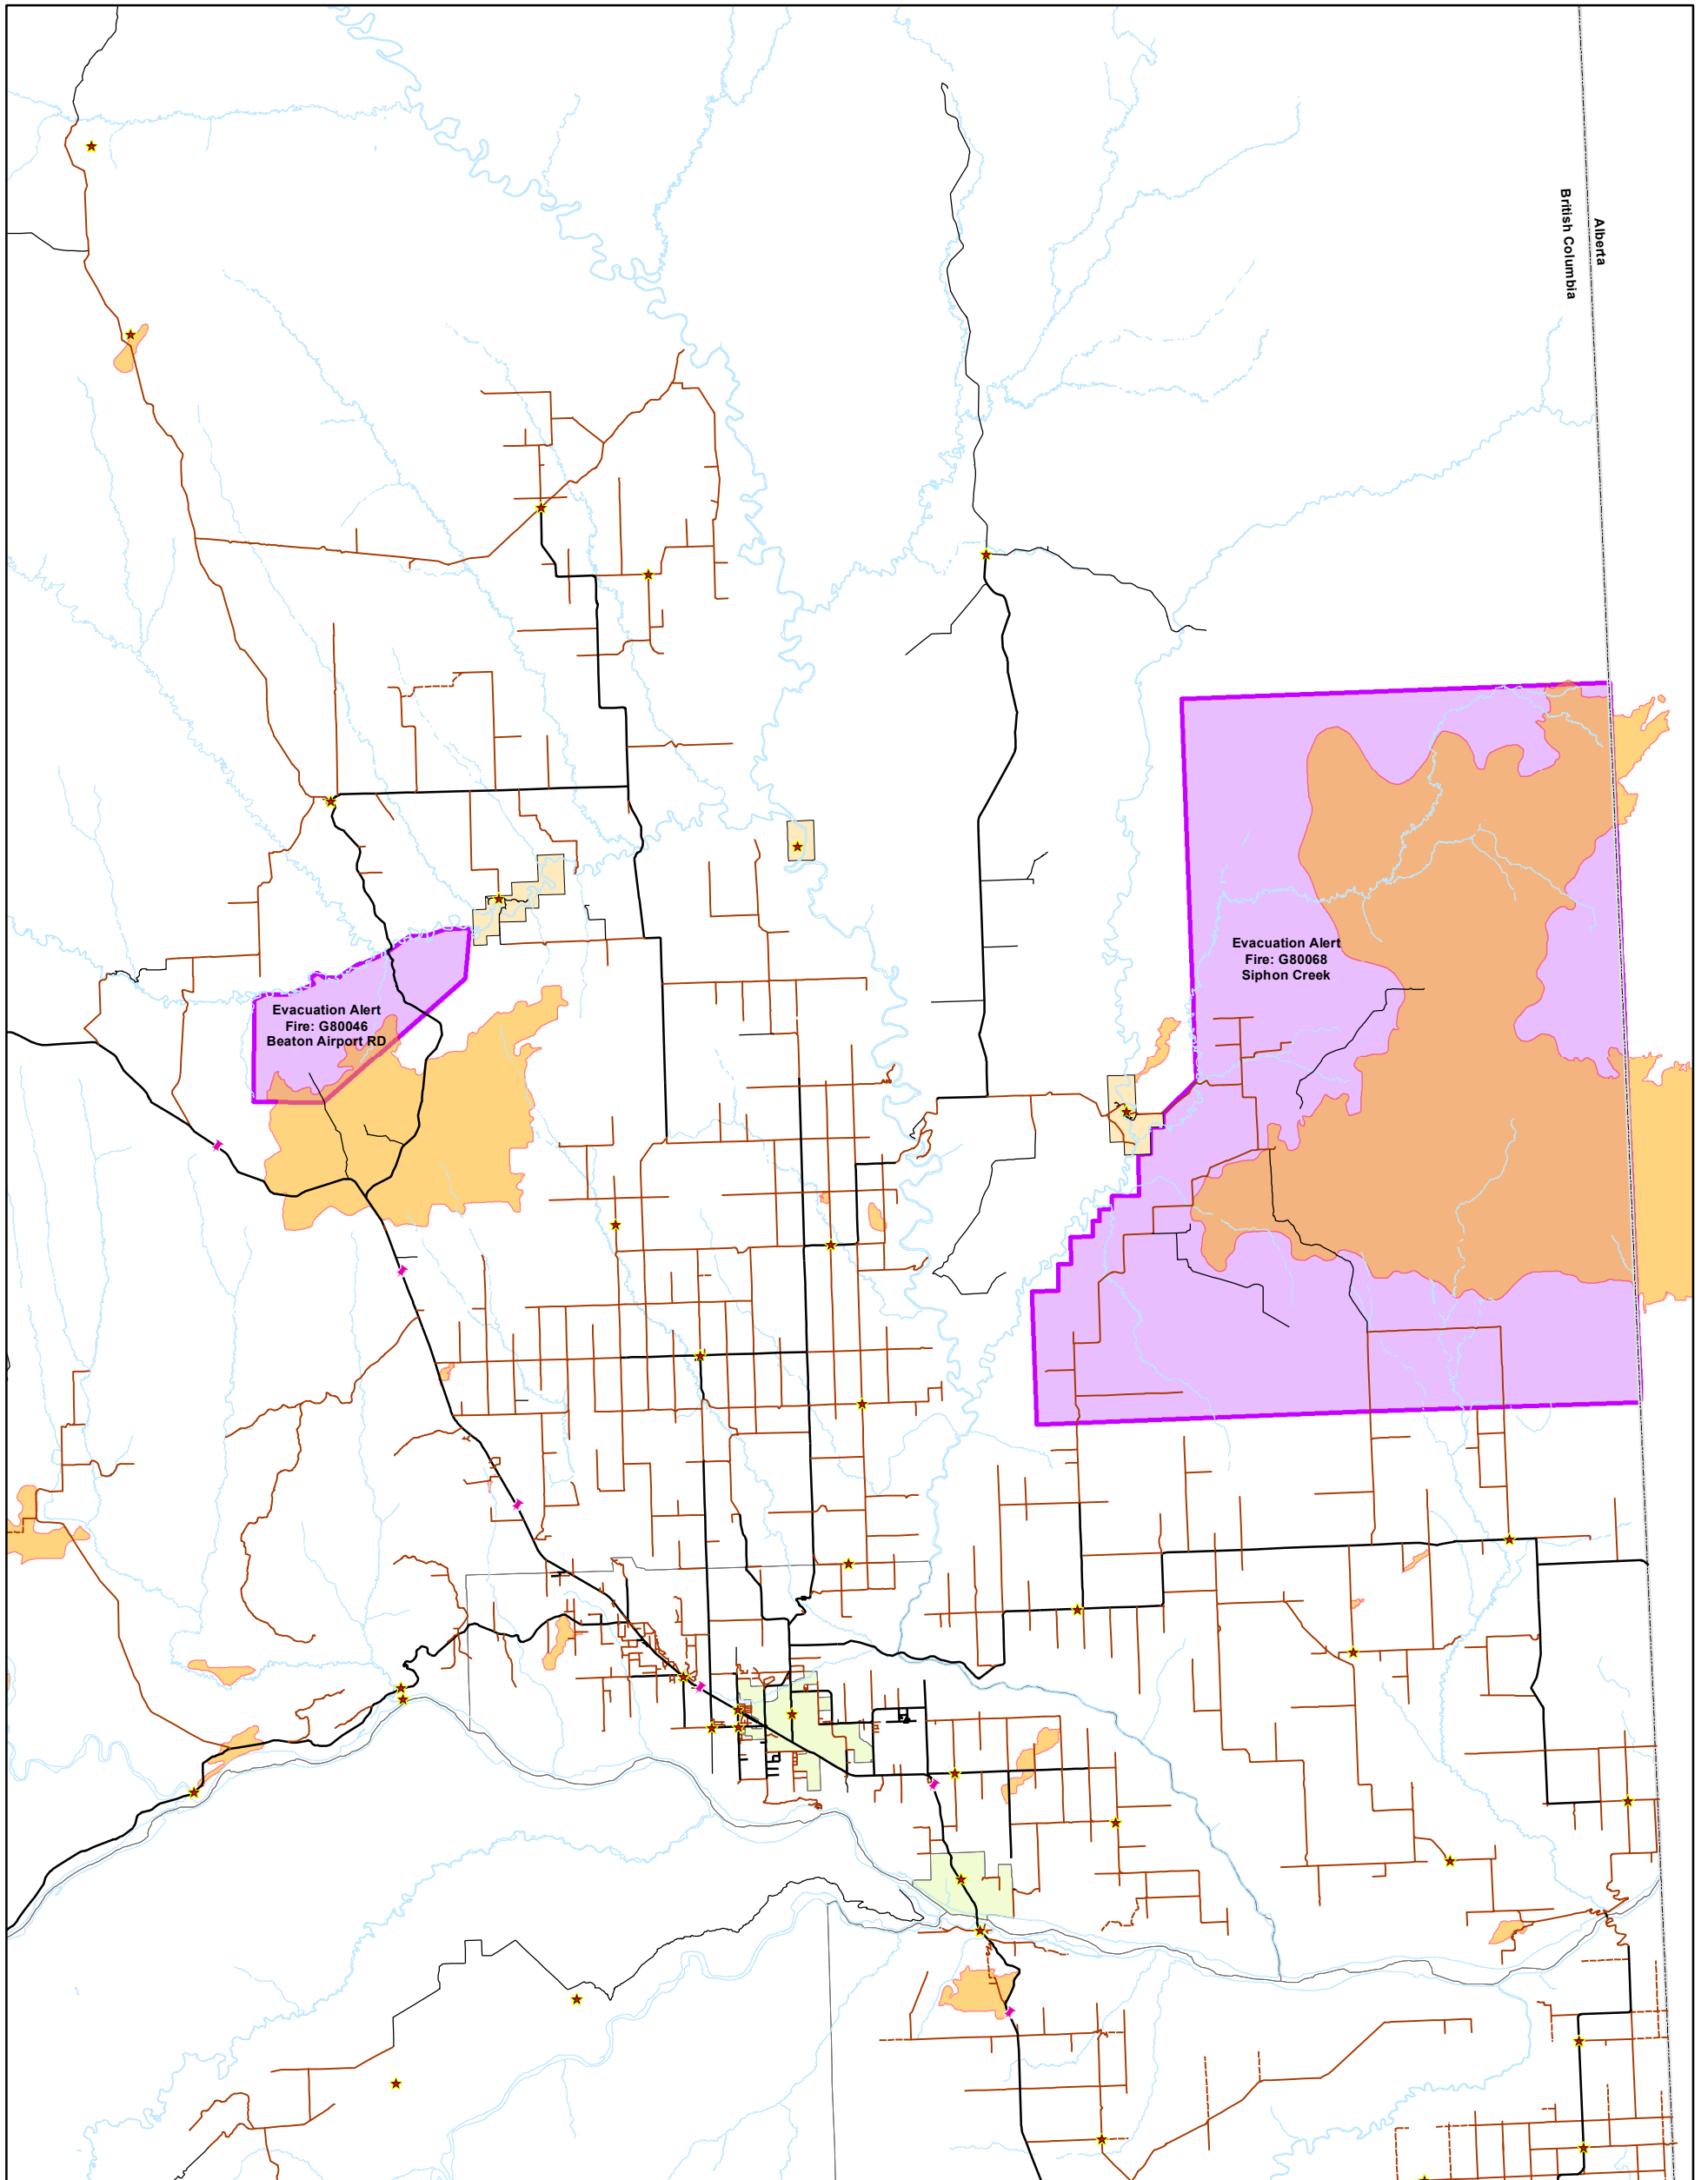 British Columbia
Alberta
Evacuation Alert
Fire: G80068
Siphon Creek
Evacuation Alert
Fire: G80046
Beaton Airport RD